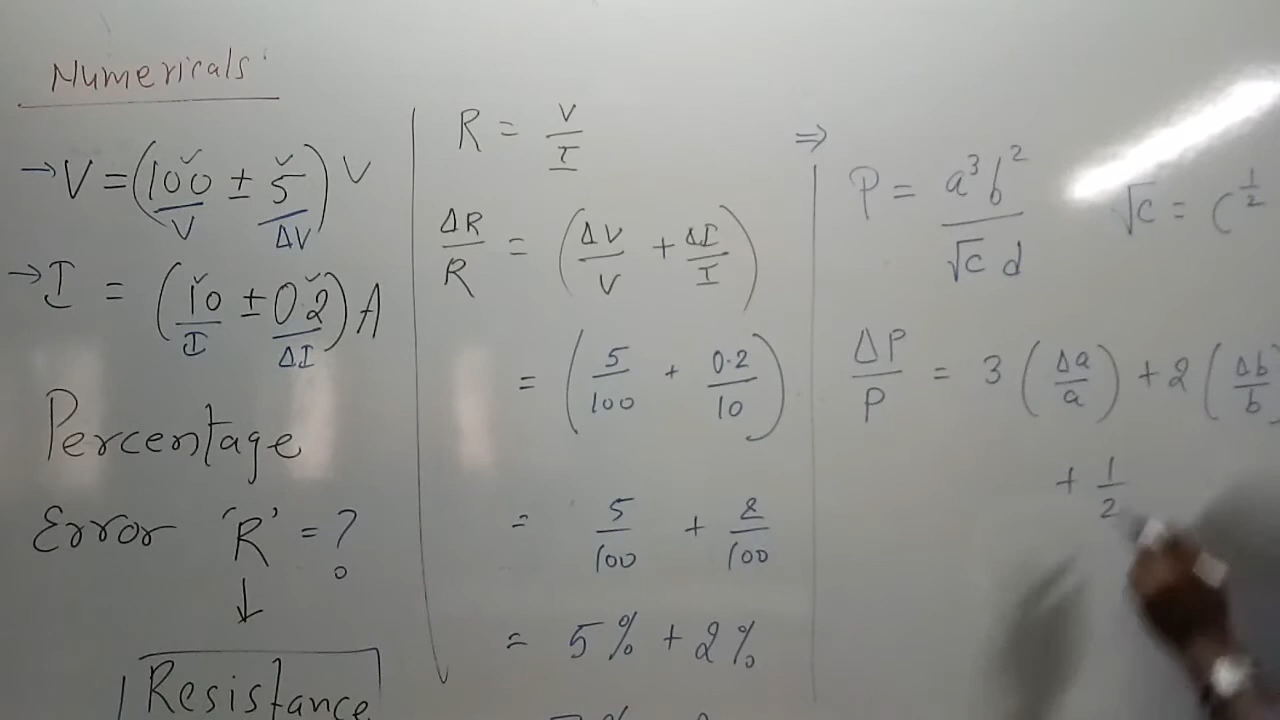 Numericals
→ V = (100 ± 5) V
V ΔV
→ I = (10 ± 0.2) A
I ΔI
Percentage
Error 'R' = ?
↓
Resistance
R = V/I
ΔR/R = (ΔV/V + ΔI/I)
= (5/100 + 0.2/10)
= 5/100 + 2/100
= 5% + 2%
⇒
P = a³b²/√c d
√c = c^1/2
ΔP/P = 3 (Δa/a) + 2 (Δb/b)
+ 1/2